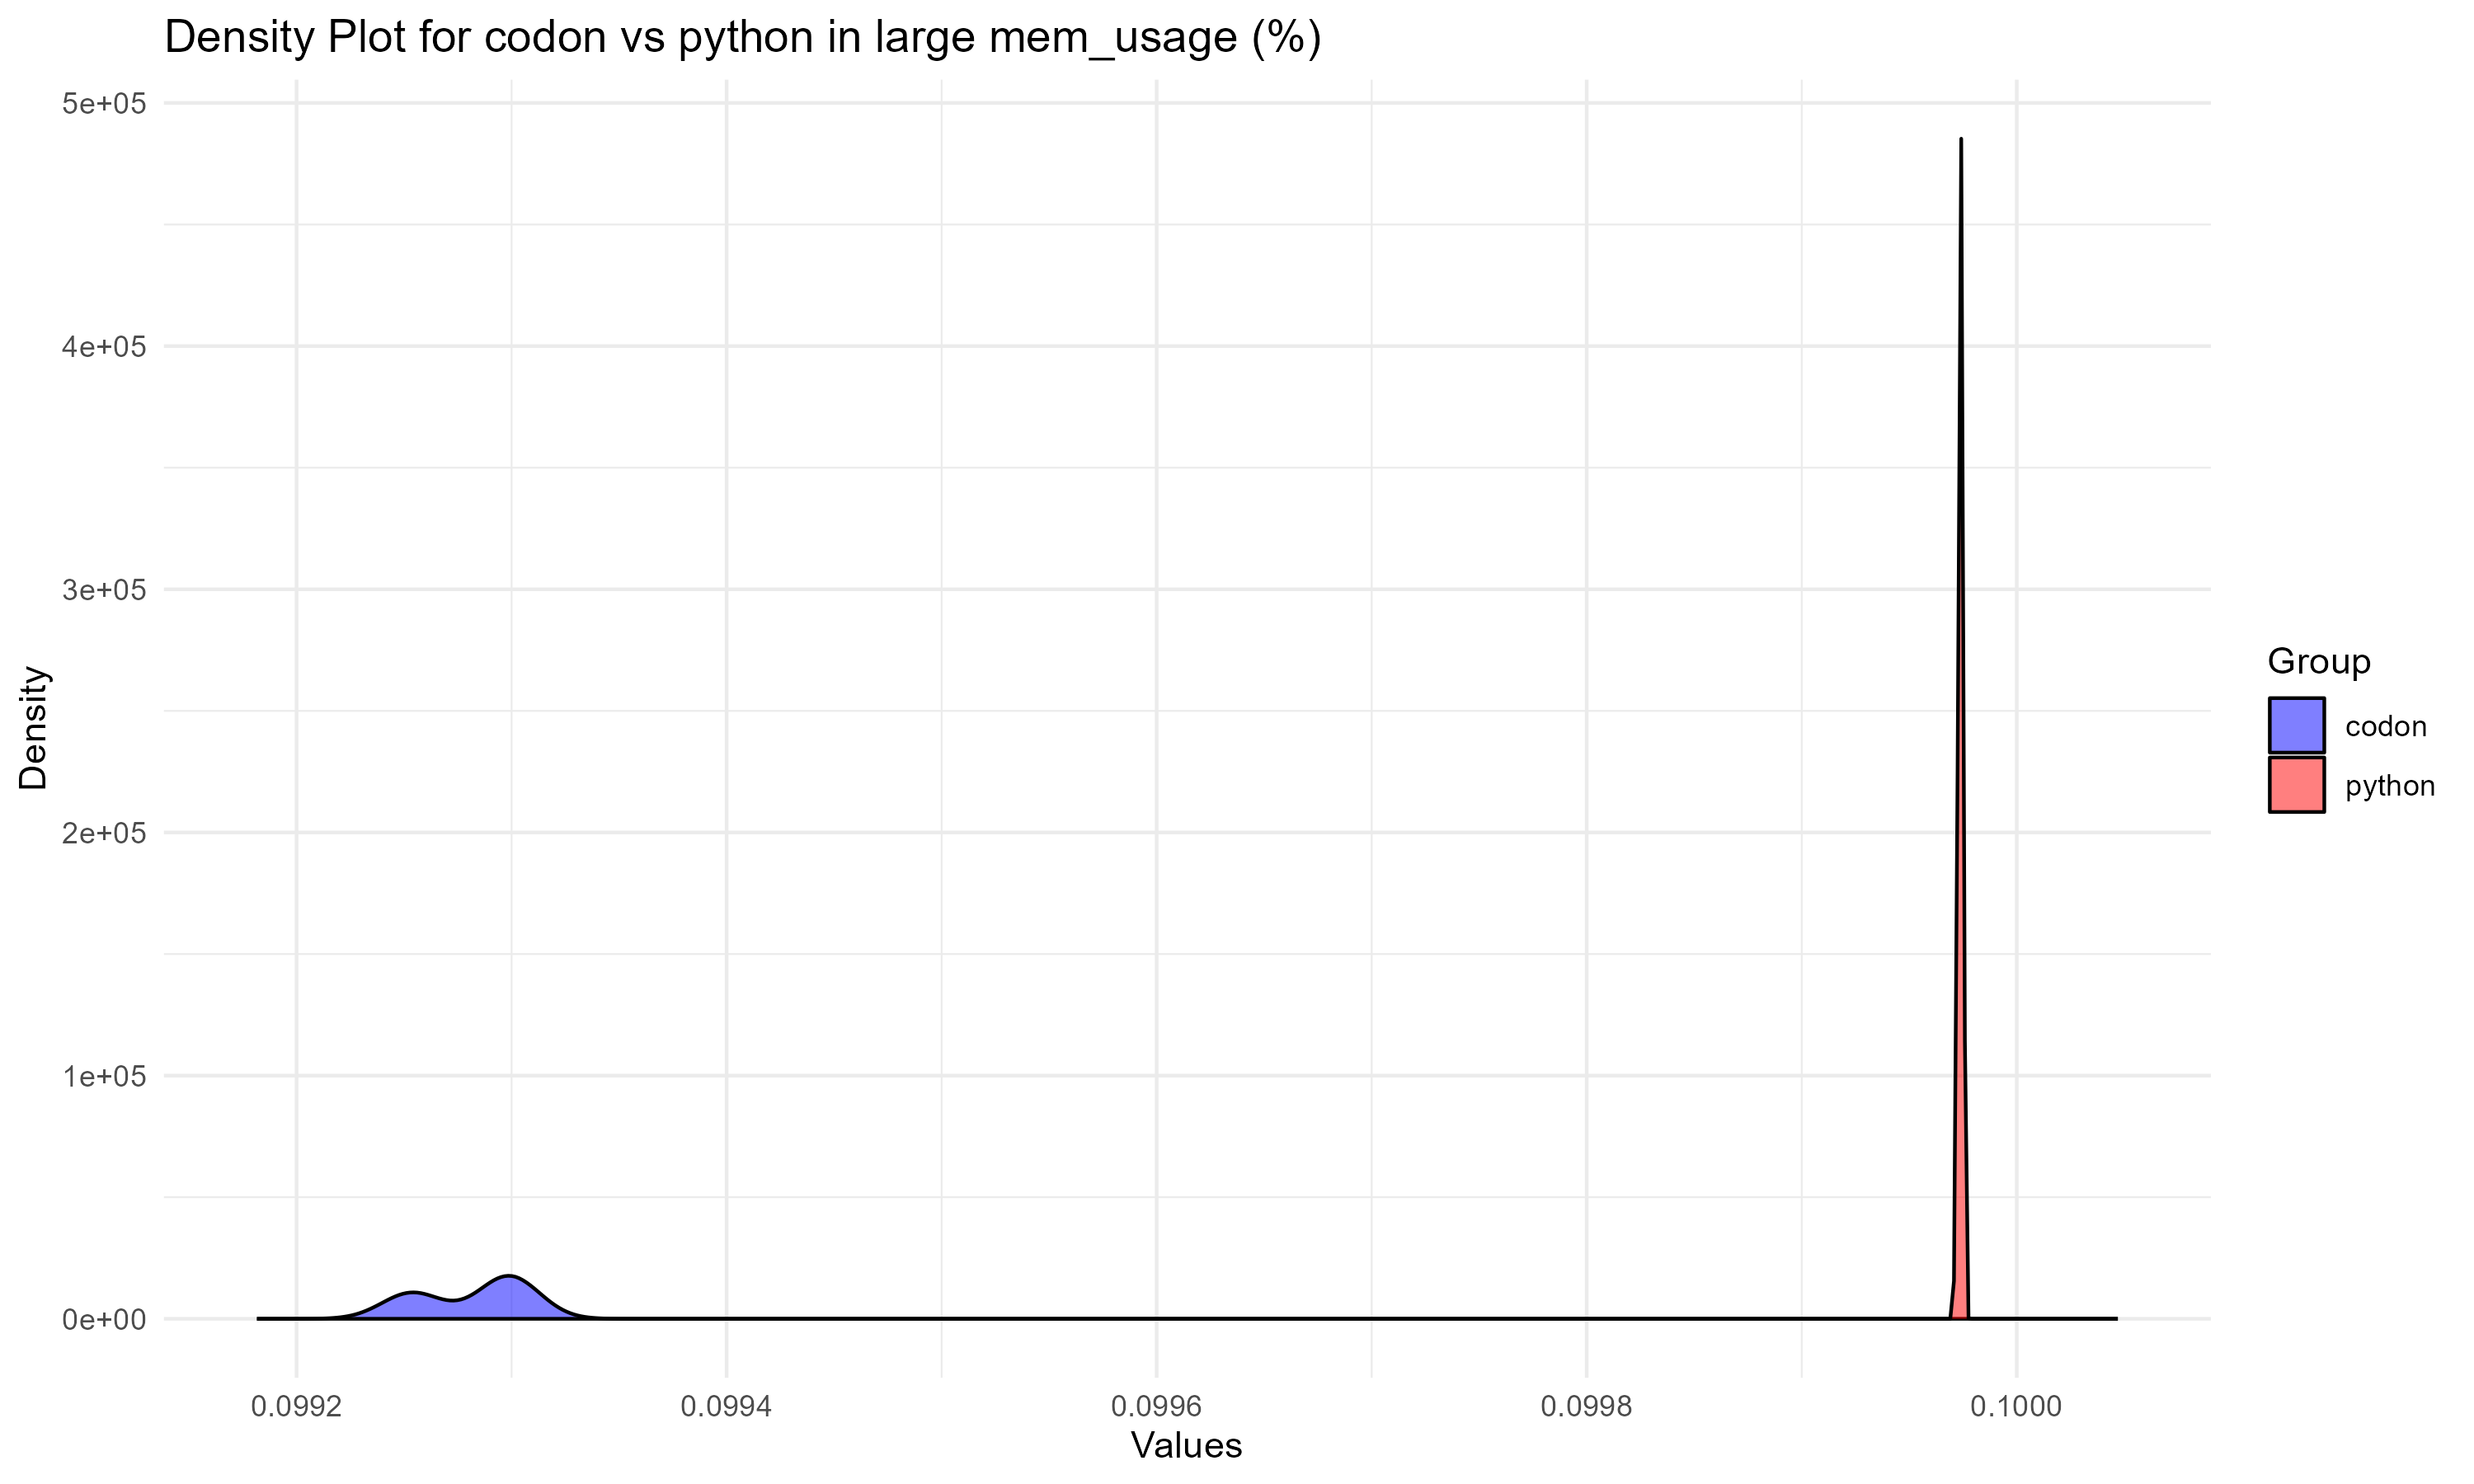 Density Plot for codon vs python in large mem_usage (%)
5e+05
4e+05
3e+05
2e+05
1e+05
0e+00
Density
0.0992 0.0994 0.0996 0.0998 0.1000
Values
Group
codon
python